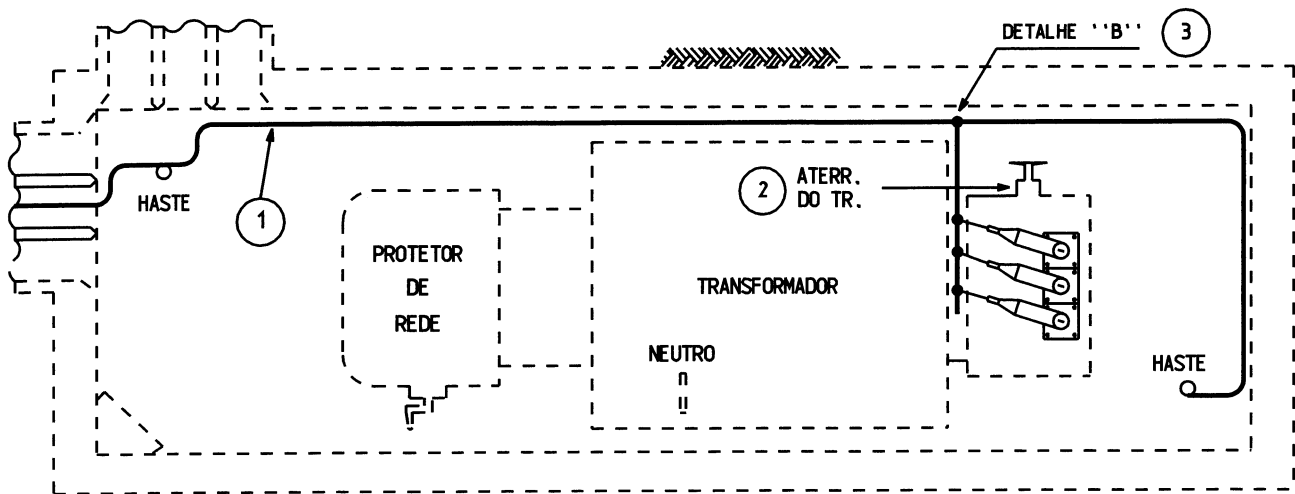 DETALHE ''B''
3
HASTE
1
2
ATERR.
DO TR.
PROTETOR
DE
REDE
TRANSFORMADOR
NEUTRO
HASTE